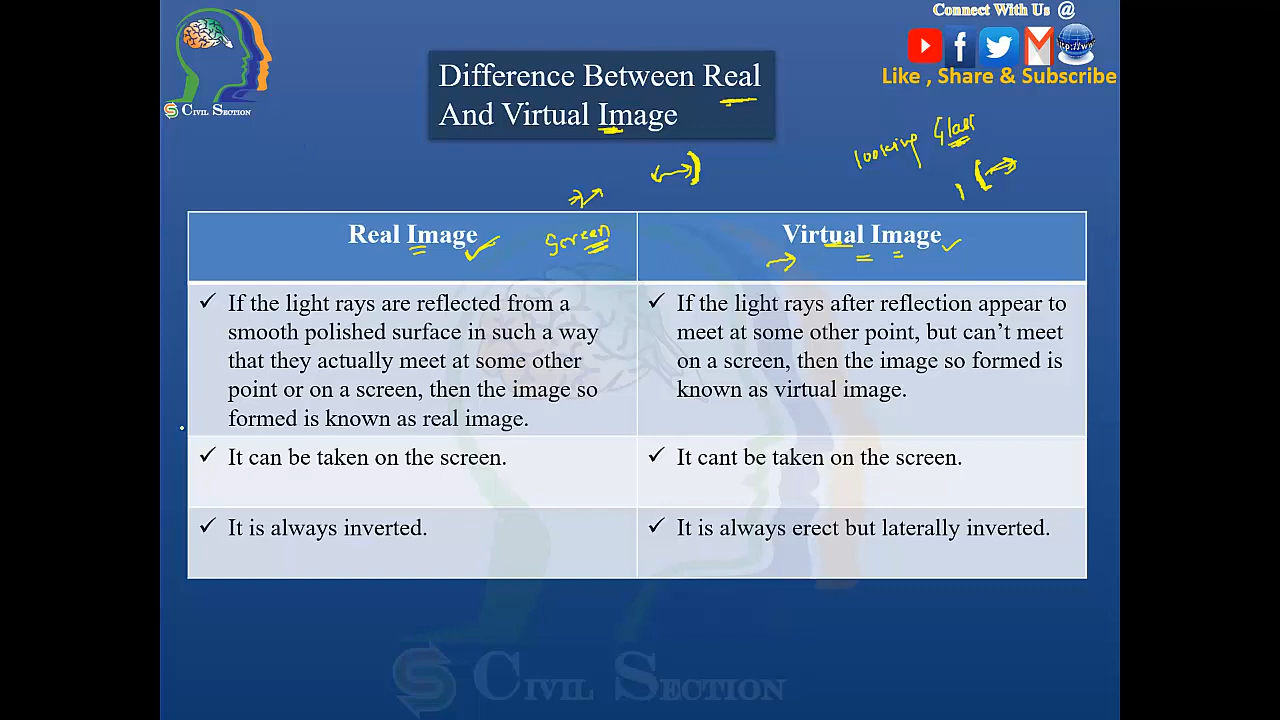 Connect With Us @
http://www
Like , Share & Subscribe
CIVIL SECTION
Difference Between Real
And Virtual Image
looking Glass
Screen
Real Image
Virtual Image
✓ If the light rays are reflected from a
smooth polished surface in such a way
that they actually meet at some other
point or on a screen, then the image so
formed is known as real image.
✓ If the light rays after reflection appear to
meet at some other point, but can’t meet
on a screen, then the image so formed is
known as virtual image.
✓ It can be taken on the screen.
✓ It cant be taken on the screen.
✓ It is always inverted.
✓ It is always erect but laterally inverted.
CIVIL SECTION